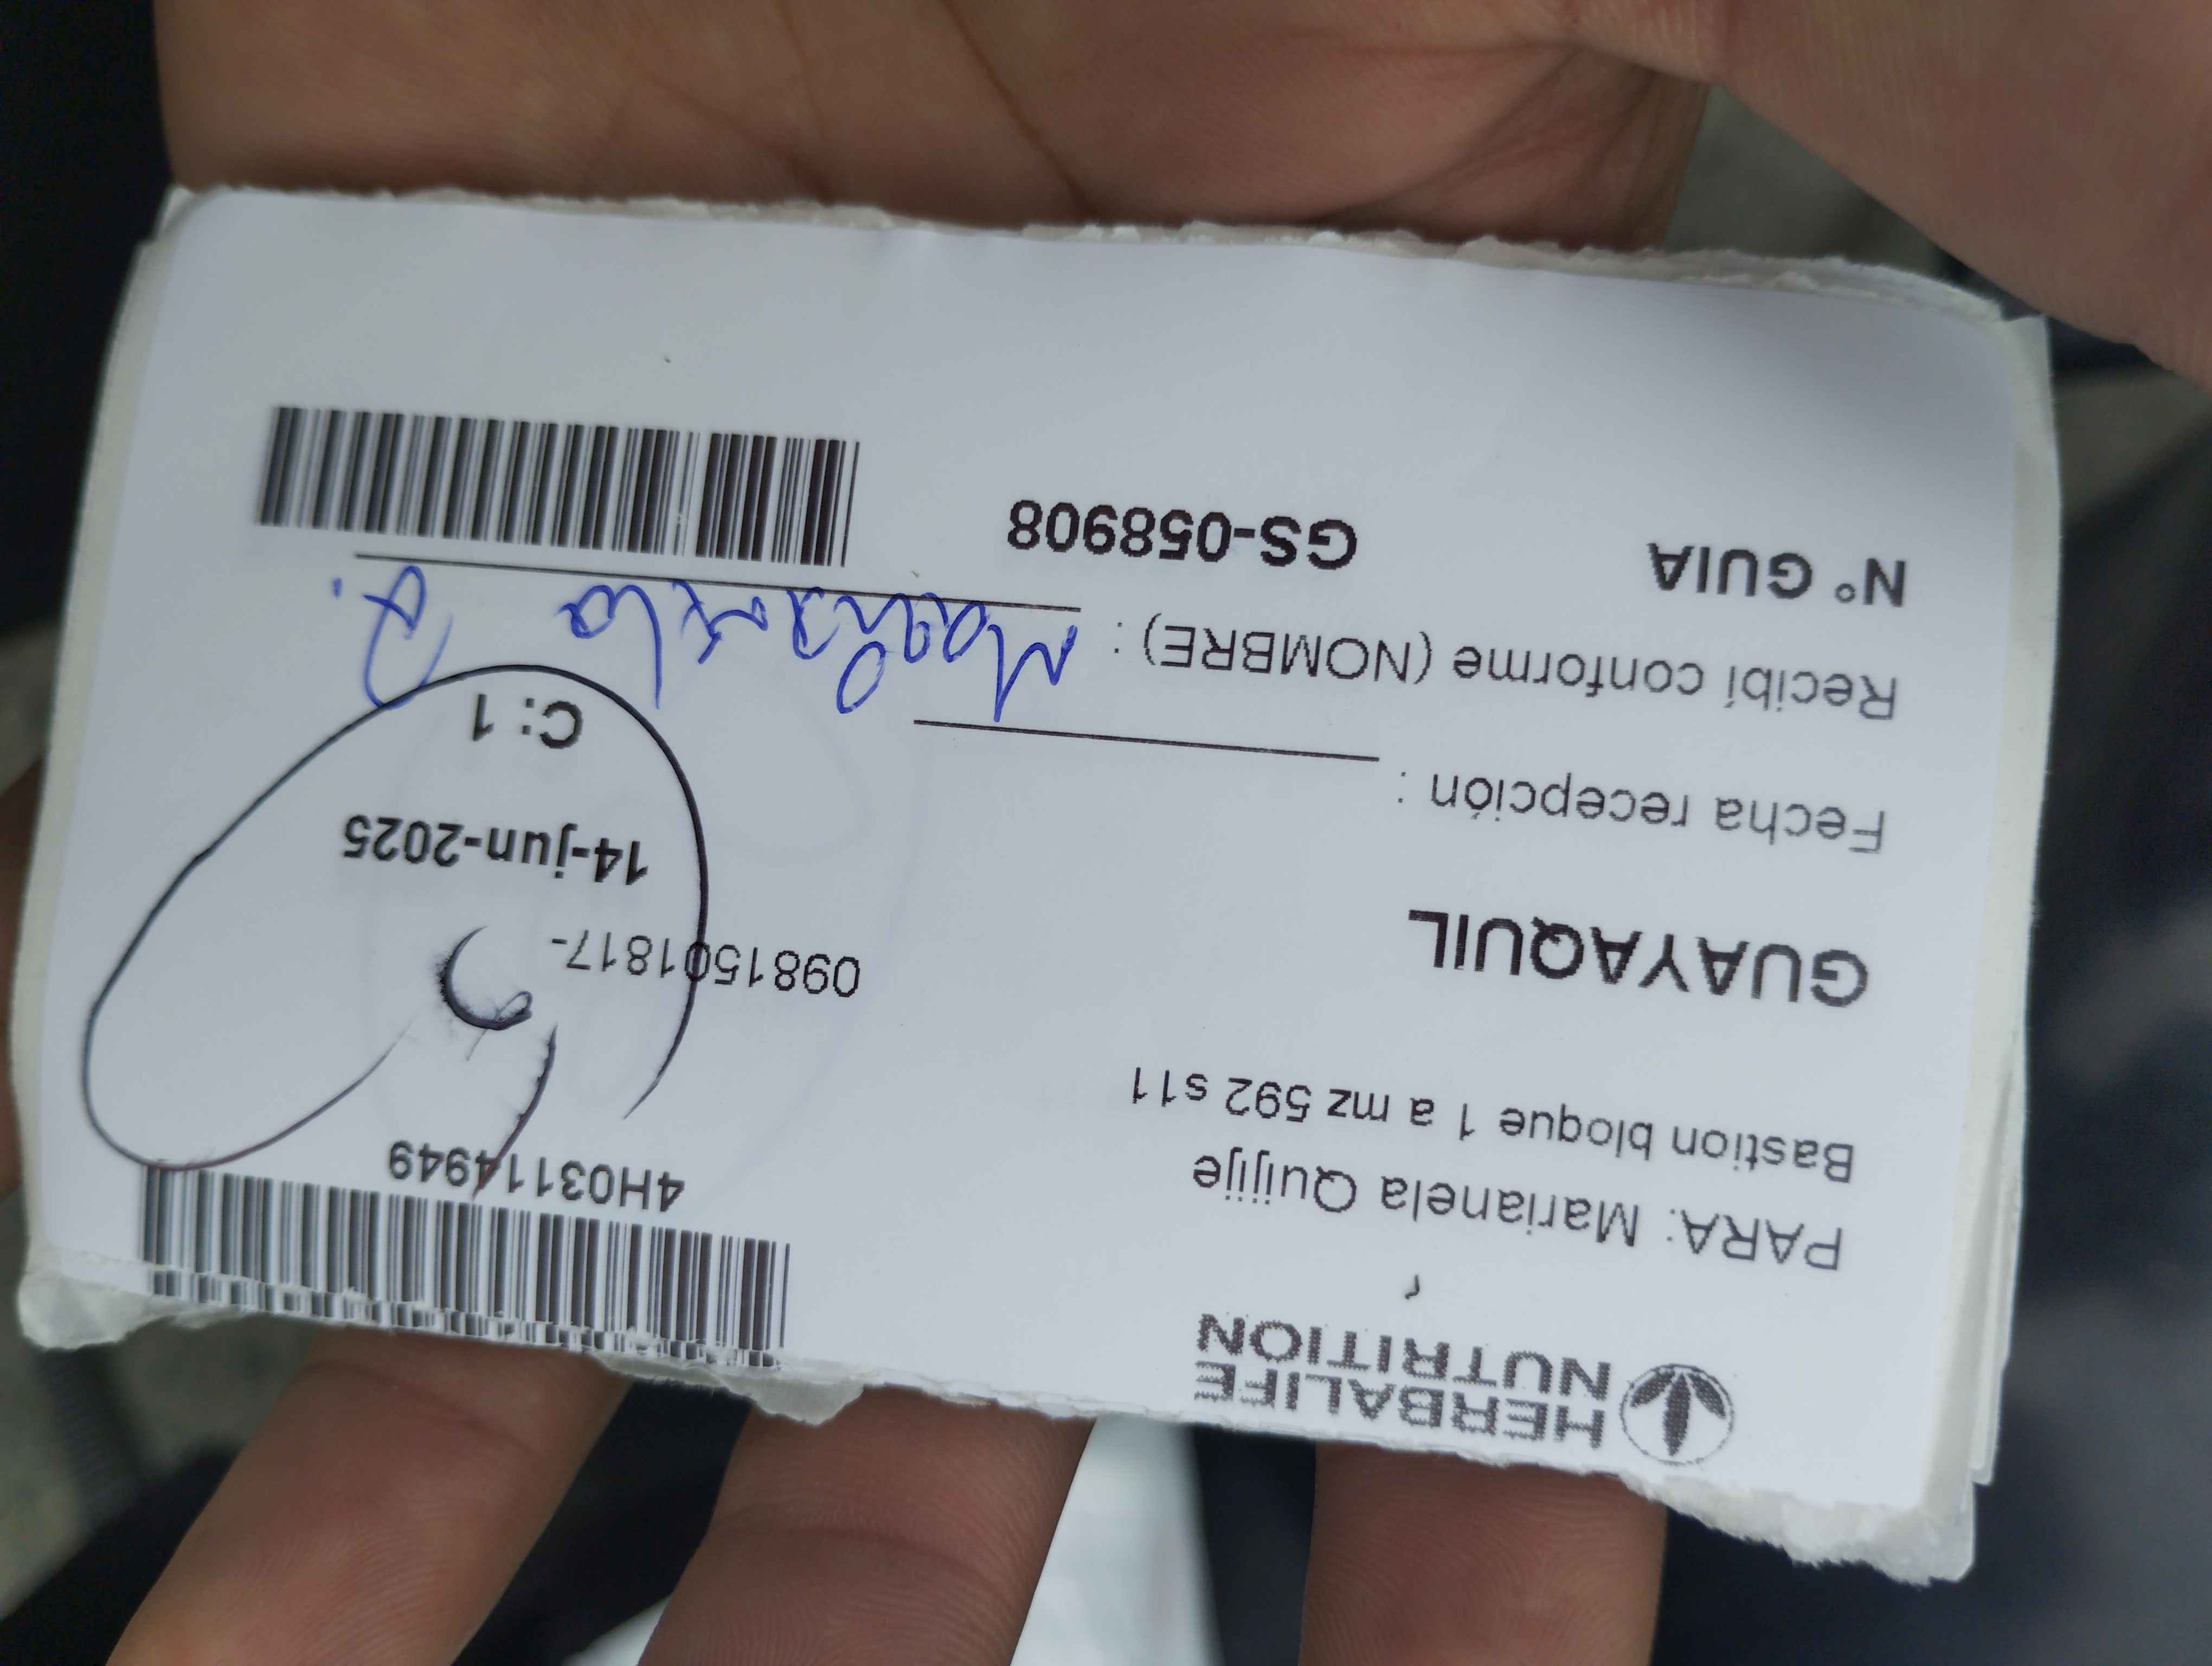 HERBALIFE
NUTRITION
4H03114949
PARA: Marianela Quijije
Bastion bloque 1 a mz 592 s11
0981501817-
GUAYAQUIL
14-jun-2025
Fecha recepción :
C: 1
Recibí conforme (NOMBRE) :
N° GUIA GS-058908